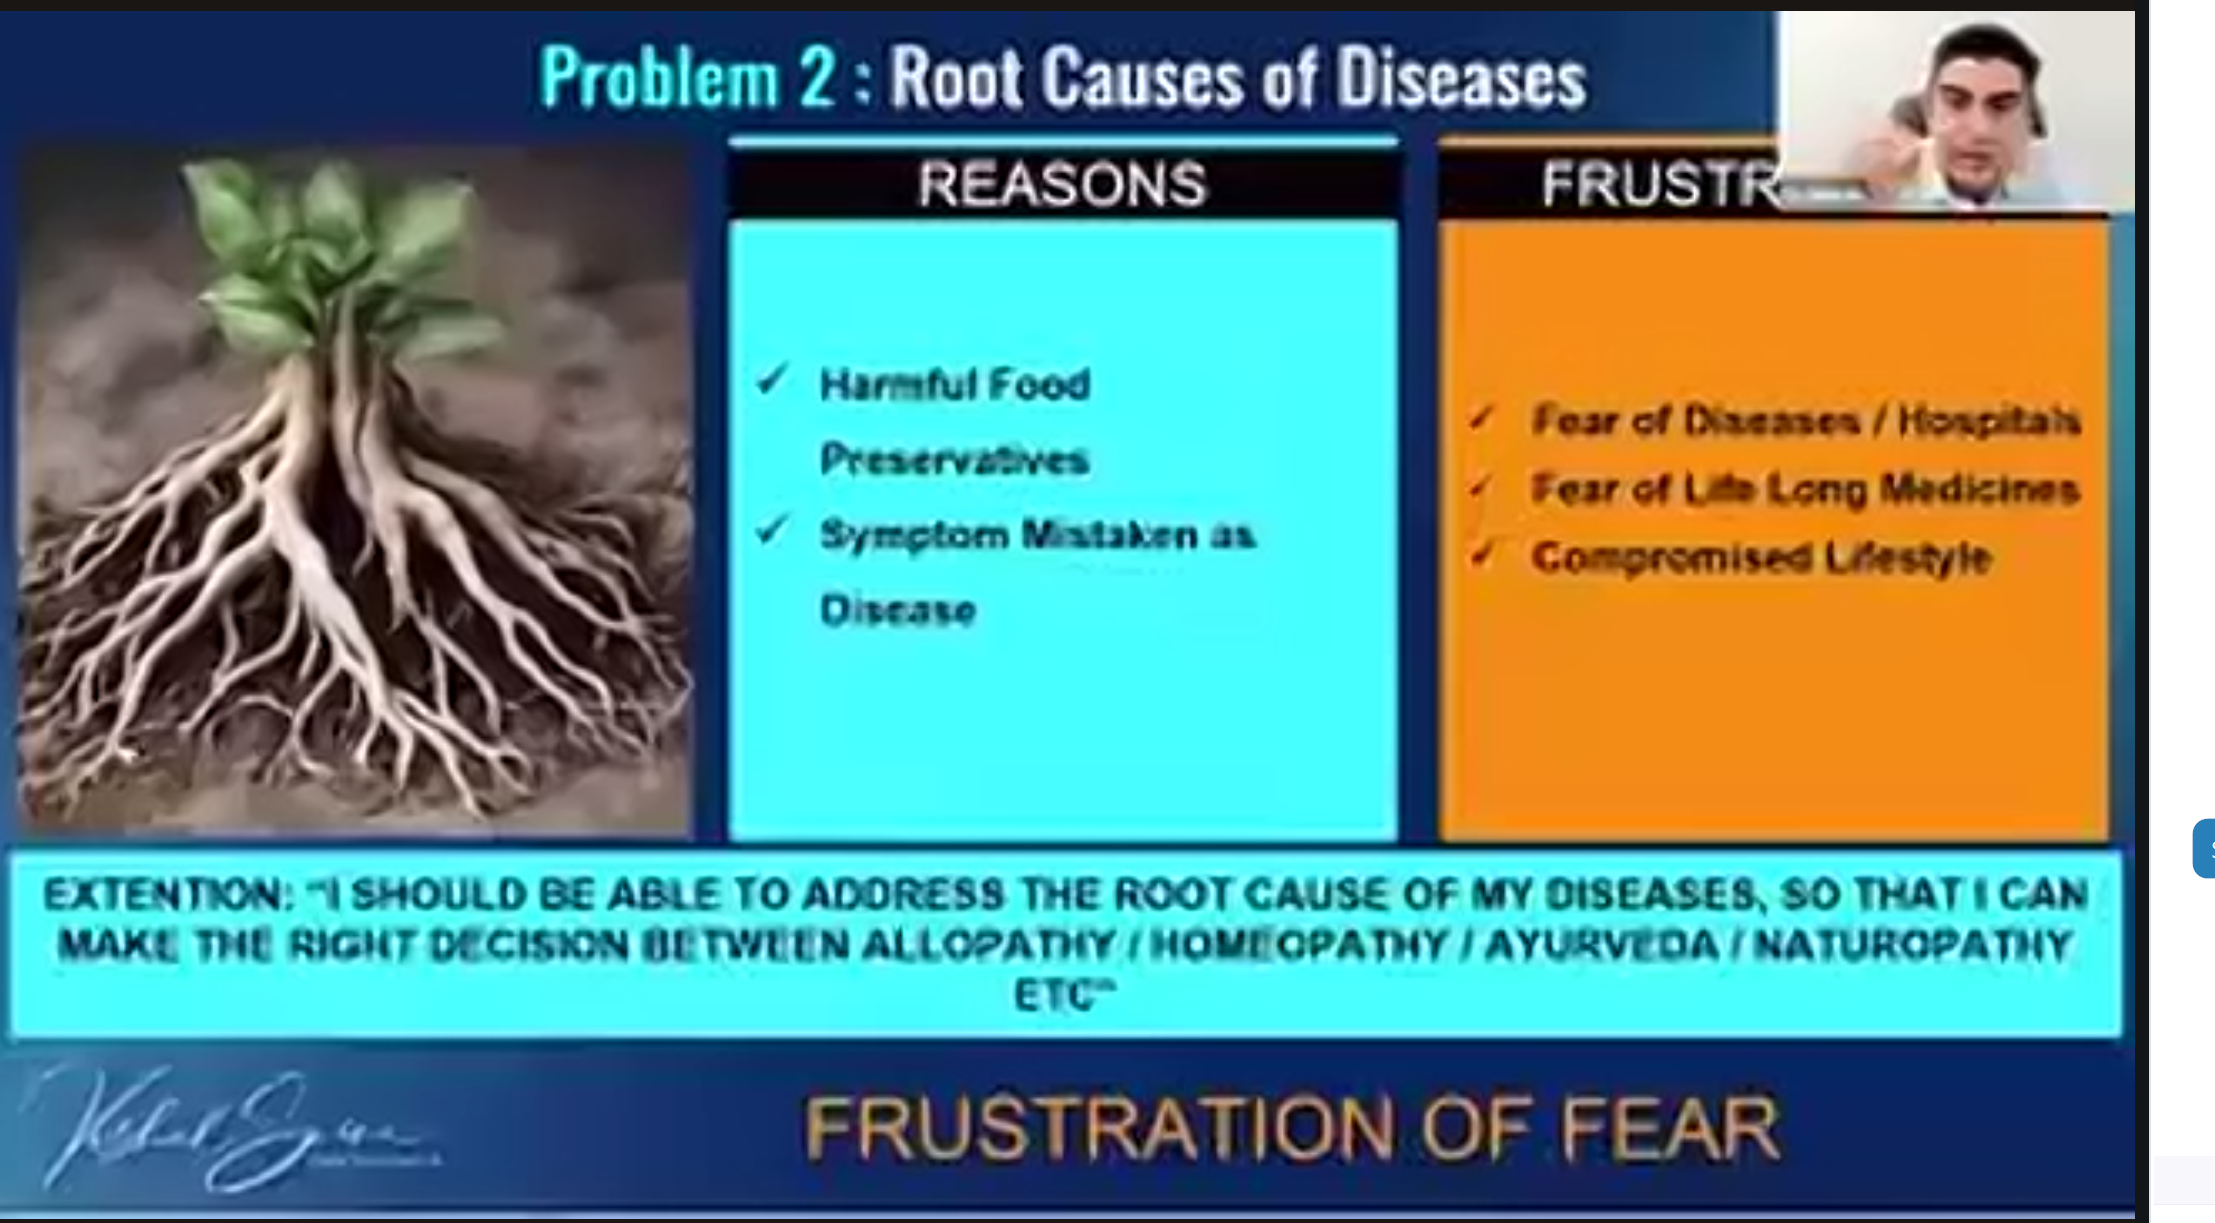 Problem 2 : Root Causes of Diseases
REASONS
✓ Harmful Food
Preservatives
✓ Symptom Mistaken as
Disease
FRUSTR
✓ Fear of Diseases / Hospitals
✓ Fear of Life Long Medicines
✓ Compromised Lifestyle
EXTENTION: "I SHOULD BE ABLE TO ADDRESS THE ROOT CAUSE OF MY DISEASES, SO THAT I CAN
MAKE THE RIGHT DECISION BETWEEN ALLOPATHY / HOMEOPATHY / AYURVEDA / NATUROPATHY
ETC"
FRUSTRATION OF FEAR